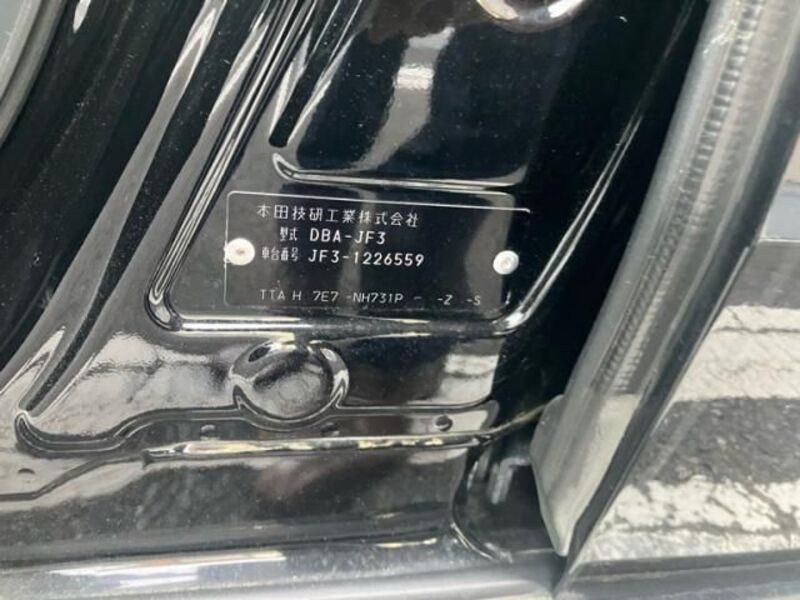 本田技研工業株式会社
型式 DBA-JF3
車台番号 JF3-1226559
TTA H 7E7 -NH731P -Z -S